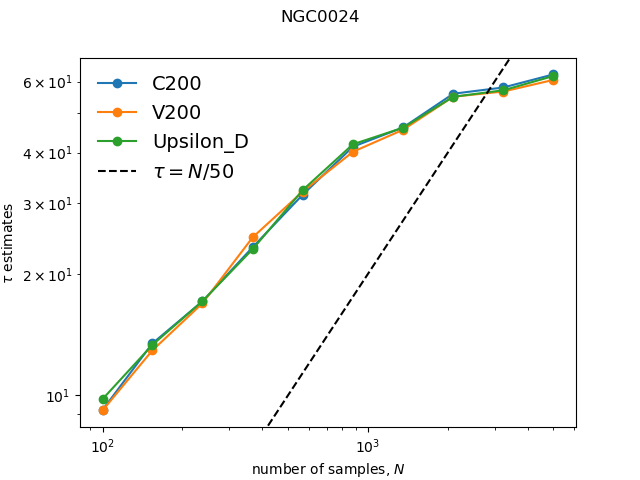 NGC0024
C200
V200
Upsilon_D
τ = N/50
6 × 10¹
4 × 10¹
3 × 10¹
2 × 10¹
10¹
τ estimates
10² 10³
number of samples, N